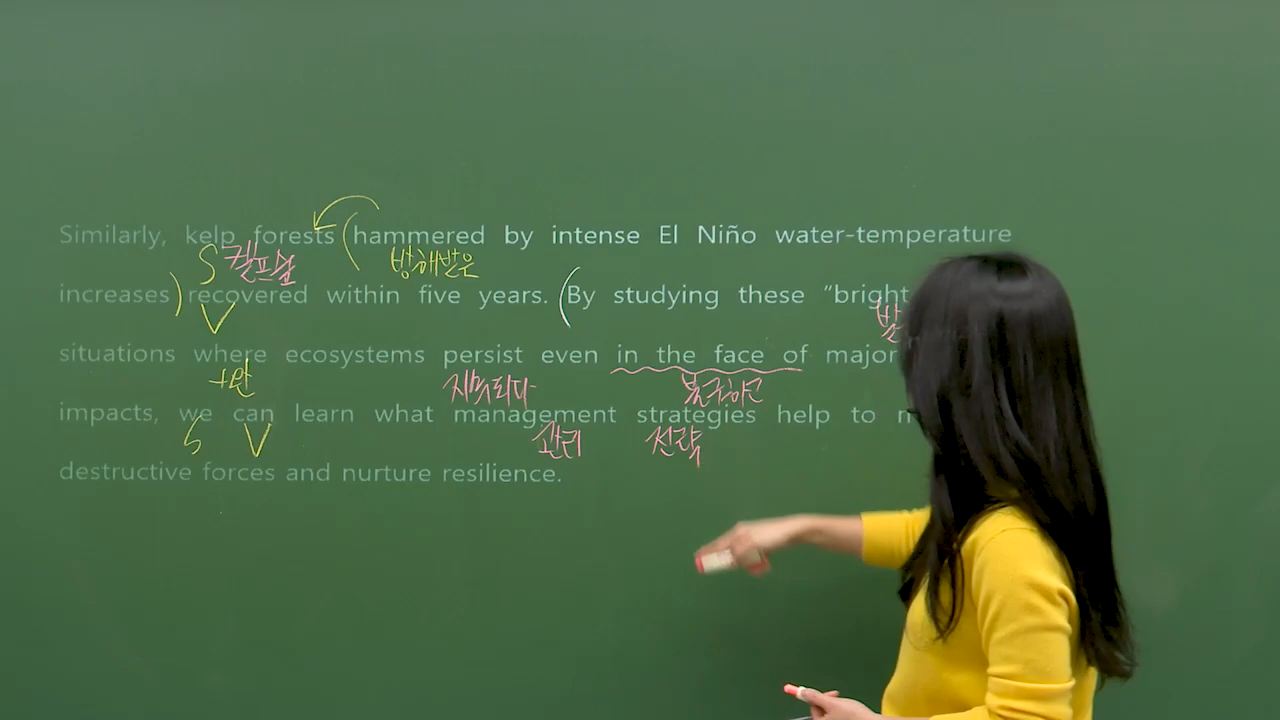 Similarly, kelp forests (hammered by intense El Niño water-temperature
S 켈프숲 방해받은
increases) recovered within five years. (By studying these “bright
V
situations where ecosystems persist even in the face of major
+완 지속되다 불구하고
impacts, we can learn what management strategies help to
S V 관리 전략
destructive forces and nurture resilience.